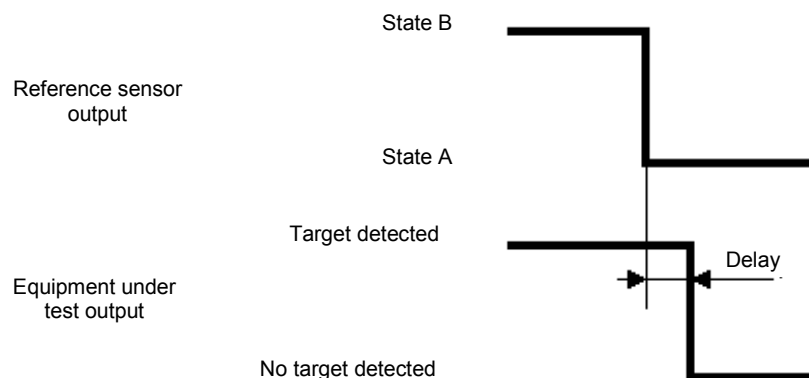 State B
Reference sensor
output
State A
Target detected
Delay
Equipment under
test output
No target detected